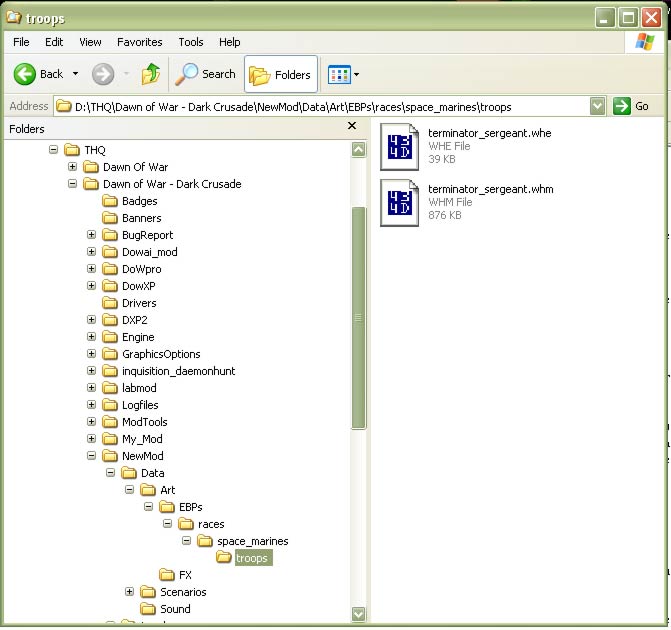 troops
File Edit View Favorites Tools Help
Back Search Folders
Address D:\THQ\Dawn of War - Dark Crusade\NewMod\Data\Art\EBPs\races\space_marines\troops Go
Folders
THQ
Dawn Of War
Dawn of War - Dark Crusade
Badges
Banners
BugReport
Dowai_mod
DoWpro
DowXP
Drivers
DXP2
Engine
GraphicsOptions
inquisition_daemonhunt
labmod
Logfiles
ModTools
My_Mod
NewMod
Data
Art
EBPs
races
space_marines
troops
FX
Scenarios
Sound
terminator_sergeant.whe
WHE File
39 KB
terminator_sergeant.whm
WHM File
876 KB